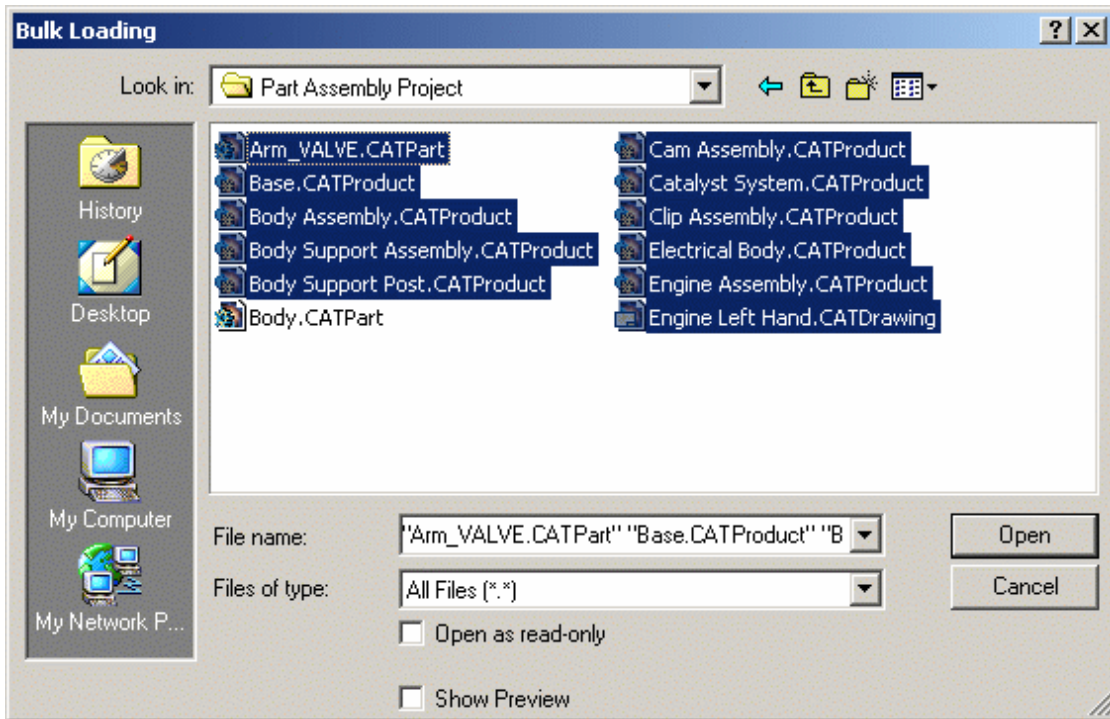 Bulk Loading
Look in: Part Assembly Project
History
Desktop
My Documents
My Computer
My Network P...
Arm_VALVE.CATPart
Base.CATProduct
Body Assembly.CATProduct
Body Support Assembly.CATProduct
Body Support Post.CATProduct
Body.CATPart
Cam Assembly.CATProduct
Catalyst System.CATProduct
Clip Assembly.CATProduct
Electrical Body.CATProduct
Engine Assembly.CATProduct
Engine Left Hand.CATDrawing
File name: "Arm_VALVE.CATPart" "Base.CATProduct" "B
Open
Files of type: All Files (*.*)
Cancel
Open as read-only
Show Preview